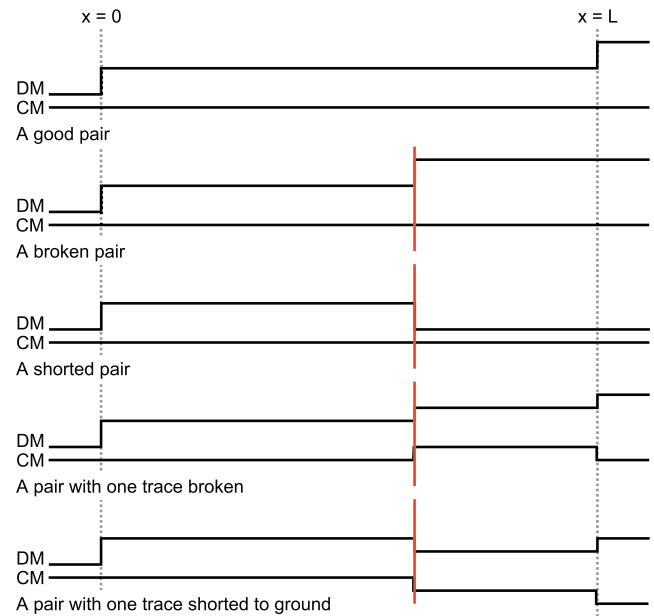 x = 0 x = L
DM
CM
A good pair
DM
CM
A broken pair
DM
CM
A shorted pair
DM
CM
A pair with one trace broken
DM
CM
A pair with one trace shorted to ground